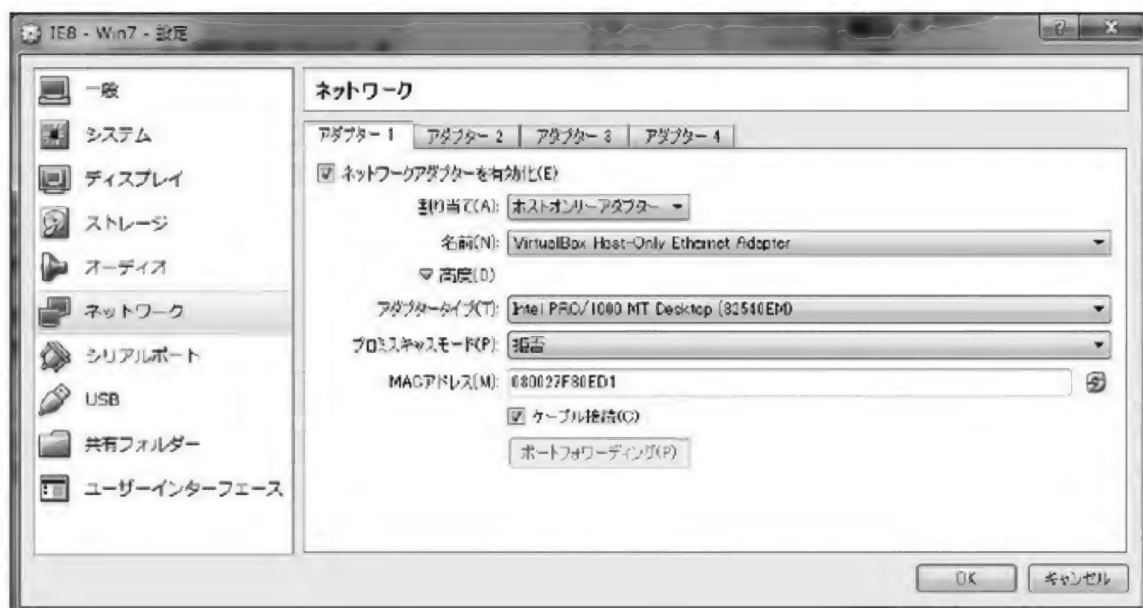 IE8 - Win7 - 設定
一般
システム
ディスプレイ
ストレージ
オーディオ
ネットワーク
シリアルポート
USB
共有フォルダー
ユーザーインターフェース
ネットワーク
アダプター 1
アダプター 2
アダプター 3
アダプター 4
ネットワークアダプターを有効化(E)
割り当て(A): ホストオンリーアダプター
名前(N): VirtualBox Host-Only Ethernet Adapter
高度(D)
アダプタータイプ(T): Intel PRO/1000 MT Desktop (82540EM)
プロミスキャスモード(P): 拒否
MACアドレス(M): 080027F80ED1
ケーブル接続(C)
ポートフォワーディング(P)
OK
キャンセル